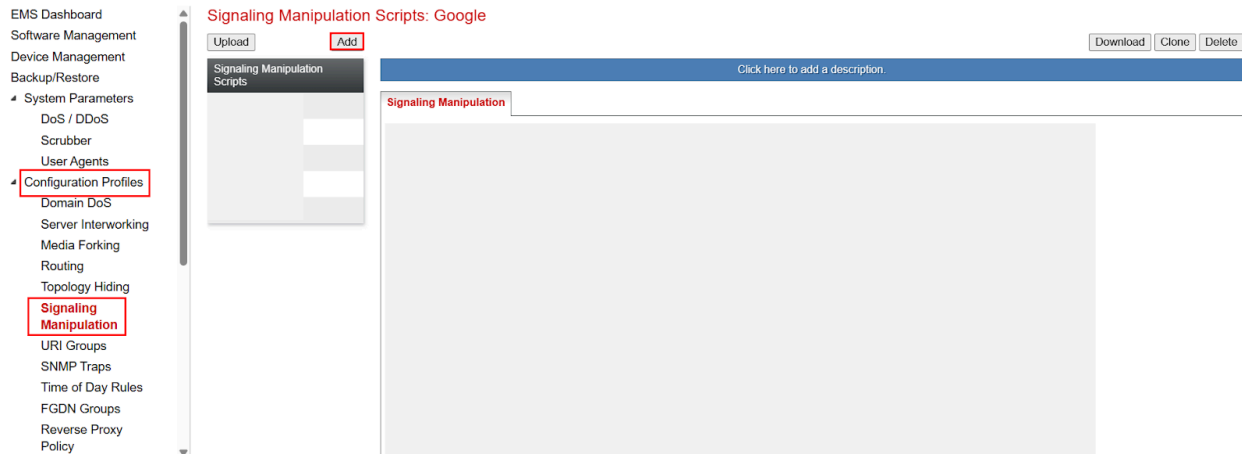 EMS Dashboard
Software Management
Device Management
Backup/Restore
System Parameters
DoS / DDoS
Scrubber
User Agents
Configuration Profiles
Domain DoS
Server Interworking
Media Forking
Routing
Topology Hiding
Signaling
Manipulation
URI Groups
SNMP Traps
Time of Day Rules
FGDN Groups
Reverse Proxy
Policy
Signaling Manipulation Scripts: Google
Upload
Add
Download
Clone
Delete
Signaling Manipulation
Scripts
Click here to add a description.
Signaling Manipulation